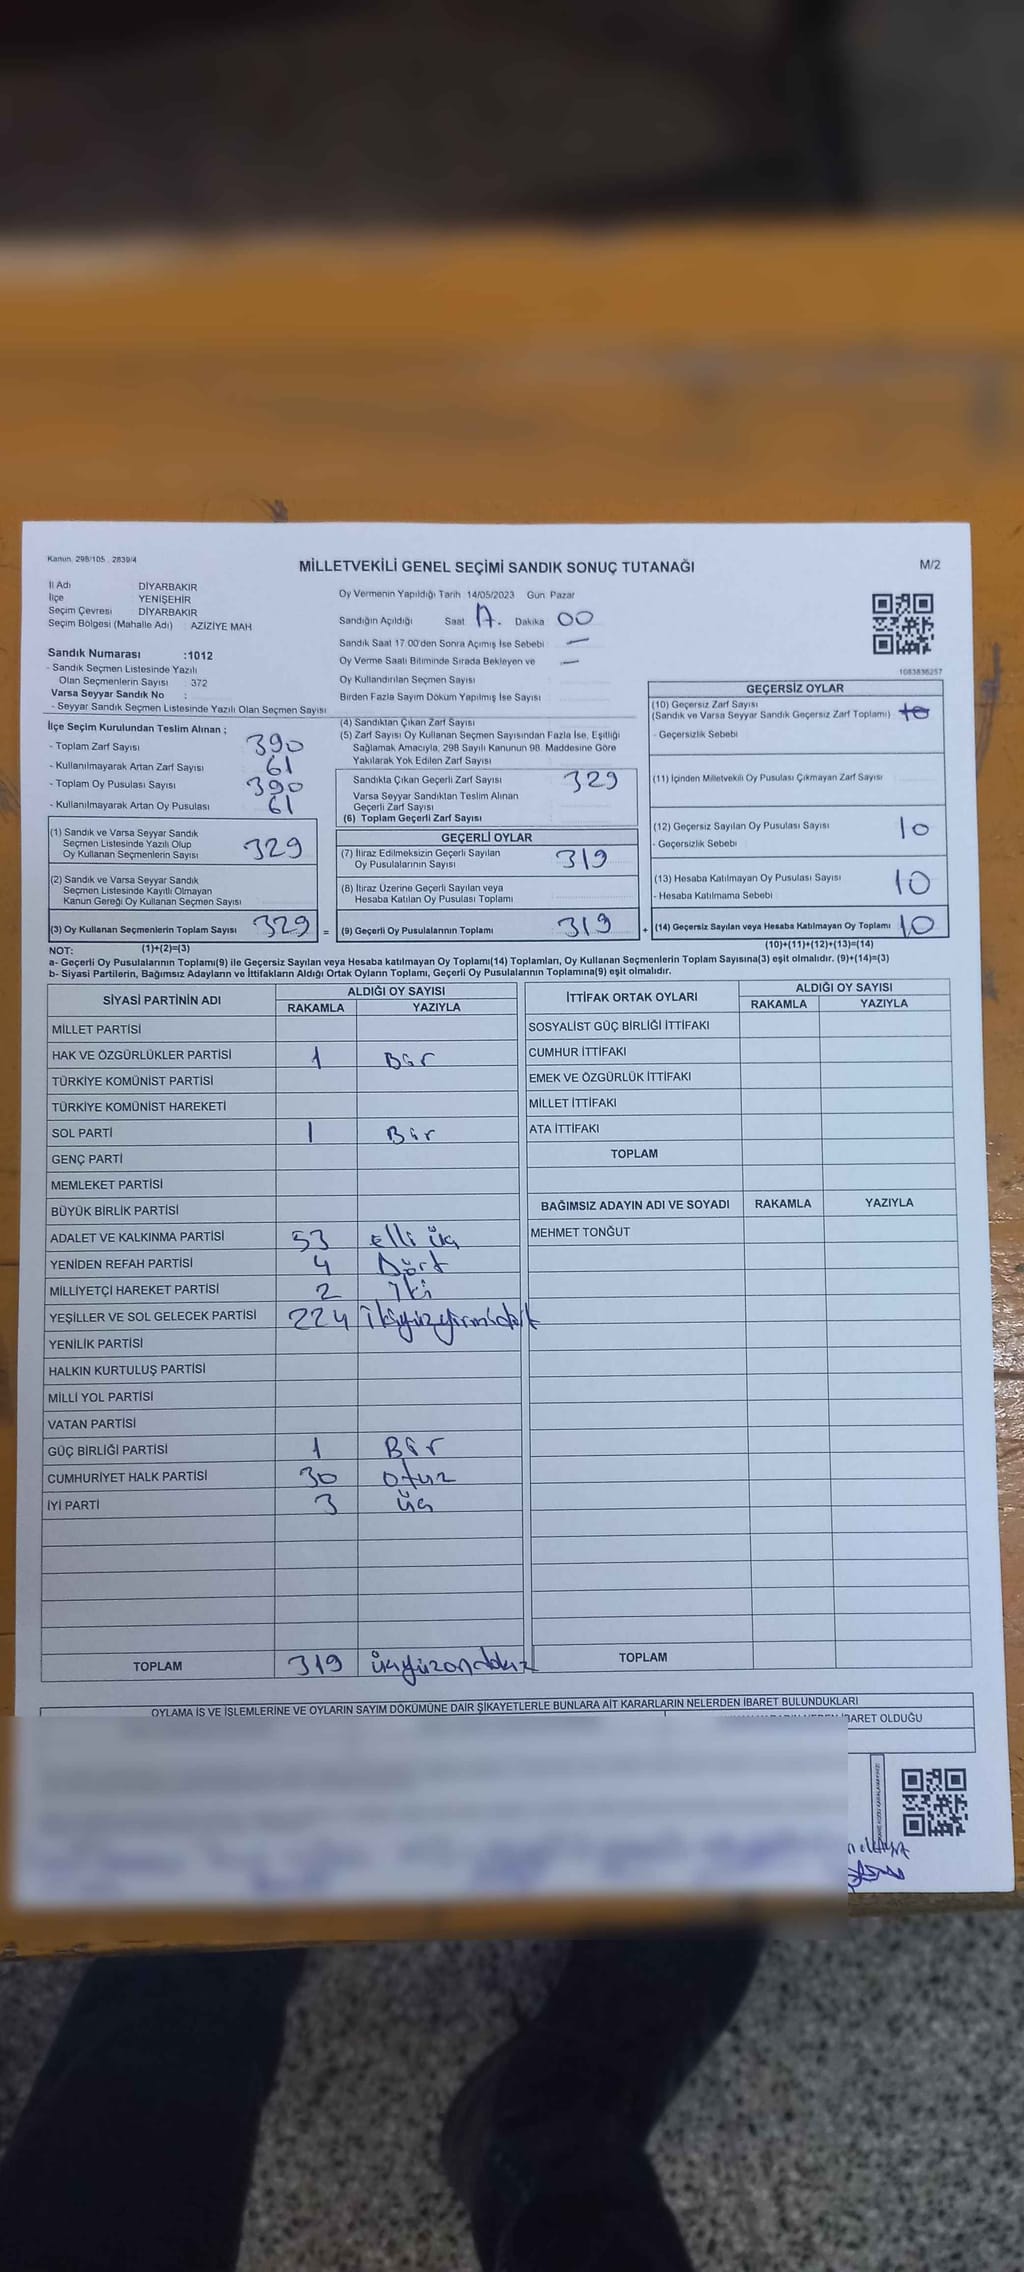 Kanun. 298/105 . 2839/4
MİLLETVEKİLİ GENEL SEÇİMİ SANDIK SONUÇ TUTANAĞI
M/2
İl Adı DİYARBAKIR
İlçe YENİŞEHİR
Seçim Çevresi DİYARBAKIR
Seçim Bölgesi (Mahalle Adı) : AZİZİYE MAH
Sandık Numarası :1012
- Sandık Seçmen Listesinde Yazılı
Olan Seçmenlerin Sayısı : 372
Varsa Seyyar Sandık No :
- Seyyar Sandık Seçmen Listesinde Yazılı Olan Seçmen Sayısı
Oy Vermenin Yapıldığı Tarih 14/05/2023 Gün Pazar
Sandığın Açıldığı Saat 17. Dakika 00
Sandık Saat 17.00'den Sonra Açımış İse Sebebi : —
Oy Verme Saati Bitiminde Sırada Bekleyen ve —
Oy Kullandırılan Seçmen Sayısı
Birden Fazla Sayım Döküm Yapılmış İse Sayısı
1083836257
İlçe Seçim Kurulundan Teslim Alınan ;
- Toplam Zarf Sayısı 390
- Kullanılmayarak Artan Zarf Sayısı 61
- Toplam Oy Pusulası Sayısı 390
- Kullanılmayarak Artan Oy Pusulası 61
(1) Sandık ve Varsa Seyyar Sandık
Seçmen Listesinde Yazılı Olup
Oy Kullanan Seçmenlerin Sayısı 329
(2) Sandık ve Varsa Seyyar Sandık
Seçmen Listesinde Kayıtlı Olmayan
Kanun Gereği Oy Kullanan Seçmen Sayısı
(3) Oy Kullanan Seçmenlerin Toplam Sayısı 329 =
(4) Sandıktan Çıkan Zarf Sayısı
(5) Zarf Sayısı Oy Kullanan Seçmen Sayısından Fazla İse, Eşitliği
Sağlamak Amacıyla, 298 Sayılı Kanunun 98. Maddesine Göre
Yakılarak Yok Edilen Zarf Sayısı
Sandıkta Çıkan Geçerli Zarf Sayısı 329
Varsa Seyyar Sandıktan Teslim Alınan
Geçerli Zarf Sayısı
(6) Toplam Geçerli Zarf Sayısı
GEÇERLİ OYLAR
(7) İtiraz Edilmeksizin Geçerli Sayılan
Oy Pusulalarının Sayısı 319
(8) İtiraz Üzerine Geçerli Sayılan veya
Hesaba Katılan Oy Pusulası Toplamı
(9) Geçerli Oy Pusulalarının Toplamı 319 +
GEÇERSİZ OYLAR
(10) Geçersiz Zarf Sayısı
(Sandık ve Varsa Seyyar Sandık Geçersiz Zarf Toplamı) 10
- Geçersizlik Sebebi
(11) İçinden Milletvekili Oy Pusulası Çıkmayan Zarf Sayısı
(12) Geçersiz Sayılan Oy Pusulası Sayısı 10
- Geçersizlik Sebebi
(13) Hesaba Katılmayan Oy Pusulası Sayısı 10
- Hesaba Katılmama Sebebi
(14) Geçersiz Sayılan veya Hesaba Katılmayan Oy Toplamı 10
NOT: (1)+(2)=(3)
(10)+(11)+(12)+(13)=(14)
a- Geçerli Oy Pusulalarının Toplamı(9) ile Geçersiz Sayılan veya Hesaba katılmayan Oy Toplamı(14) Toplamları, Oy Kullanan Seçmenlerin Toplam Sayısına(3) eşit olmalıdır. (9)+(14)=(3)
b- Siyasi Partilerin, Bağımsız Adayların ve İttifakların Aldığı Ortak Oyların Toplamı, Geçerli Oy Pusulalarının Toplamına(9) eşit olmalıdır.
SİYASİ PARTİNİN ADI ALDIĞI OY SAYISI
RAKAMLA YAZIYLA
MİLLET PARTİSİ
HAK VE ÖZGÜRLÜKLER PARTİSİ 1 Bir
TÜRKİYE KOMÜNİST PARTİSİ
TÜRKİYE KOMÜNİST HAREKETİ
SOL PARTİ 1 Bir
GENÇ PARTİ
MEMLEKET PARTİSİ
BÜYÜK BİRLİK PARTİSİ
ADALET VE KALKINMA PARTİSİ 53 elli üç
YENİDEN REFAH PARTİSİ 4 Dört
MİLLİYETÇİ HAREKET PARTİSİ 2 İki
YEŞİLLER VE SOL GELECEK PARTİSİ 224 İkiyüzyirmidört
YENİLİK PARTİSİ
HALKIN KURTULUŞ PARTİSİ
MİLLİ YOL PARTİSİ
VATAN PARTİSİ
GÜÇ BİRLİĞİ PARTİSİ 1 Bir
CUMHURİYET HALK PARTİSİ 30 otuz
İYİ PARTİ 3 üç
TOPLAM 319 üçyüzondokuz
İTTİFAK ORTAK OYLARI ALDIĞI OY SAYISI
RAKAMLA YAZIYLA
SOSYALİST GÜÇ BİRLİĞİ İTTİFAKI
CUMHUR İTTİFAKI
EMEK VE ÖZGÜRLÜK İTTİFAKI
MİLLET İTTİFAKI
ATA İTTİFAKI
TOPLAM
BAĞIMSIZ ADAYIN ADI VE SOYADI RAKAMLA YAZIYLA
MEHMET TONĞUT
TOPLAM
OYLAMA İŞ VE İŞLEMLERİNE VE OYLARIN SAYIM DÖKÜMÜNE DAİR ŞİKAYETLERLE BUNLARA AİT KARARLARIN NELERDEN İBARET BULUNDUKLARI
İBARET OLDUĞU